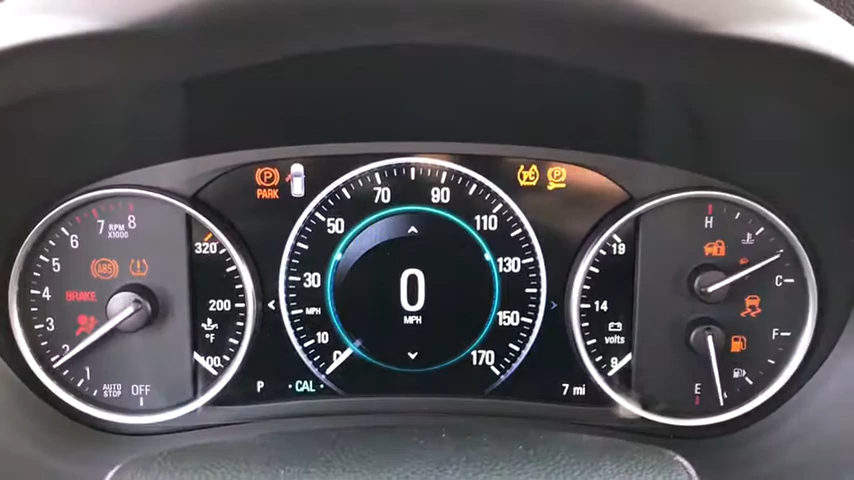 8
7
RPM
X1000
6
5
4
3
2
1
ABS
BRAKE
AUTO
STOP
OFF
P
PARK
320
200
°F
100
70
90
50
110
30
130
MPH
10
150
0
170
0
MPH
P
CAL
7 mi
P
19
14
volts
9
H
C
F
E